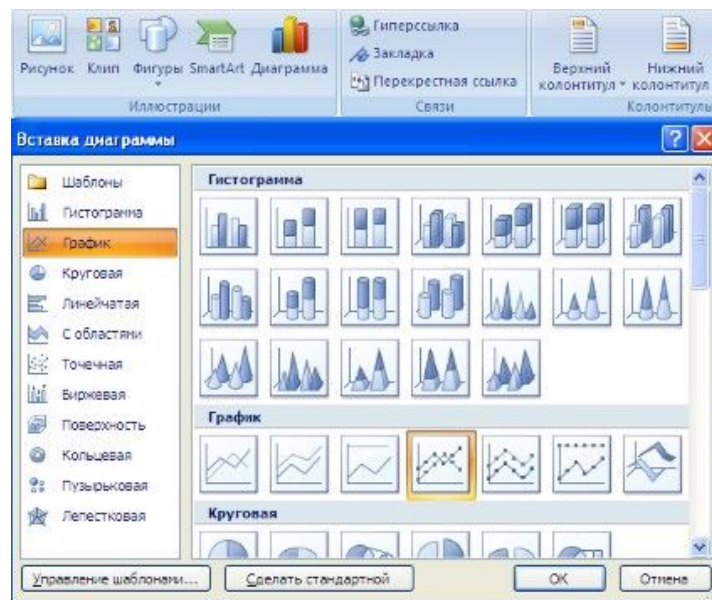 Гиперссылка
Закладка
Перекрестная ссылка
Рисунок Клип Фигуры SmartArt Диаграмма
Верхний колонтитул
Нижний колонтитул
Иллюстрации Связи Колонтитулы
Вставка диаграммы
Шаблоны
Гистограмма
График
Круговая
Линейчатая
С областями
Точечная
Биржевая
Поверхность
Кольцевая
Пузырьковая
Лепестковая
Гистограмма
График
Круговая
Управление шаблонами...
Сделать стандартной
ОК
Отмена